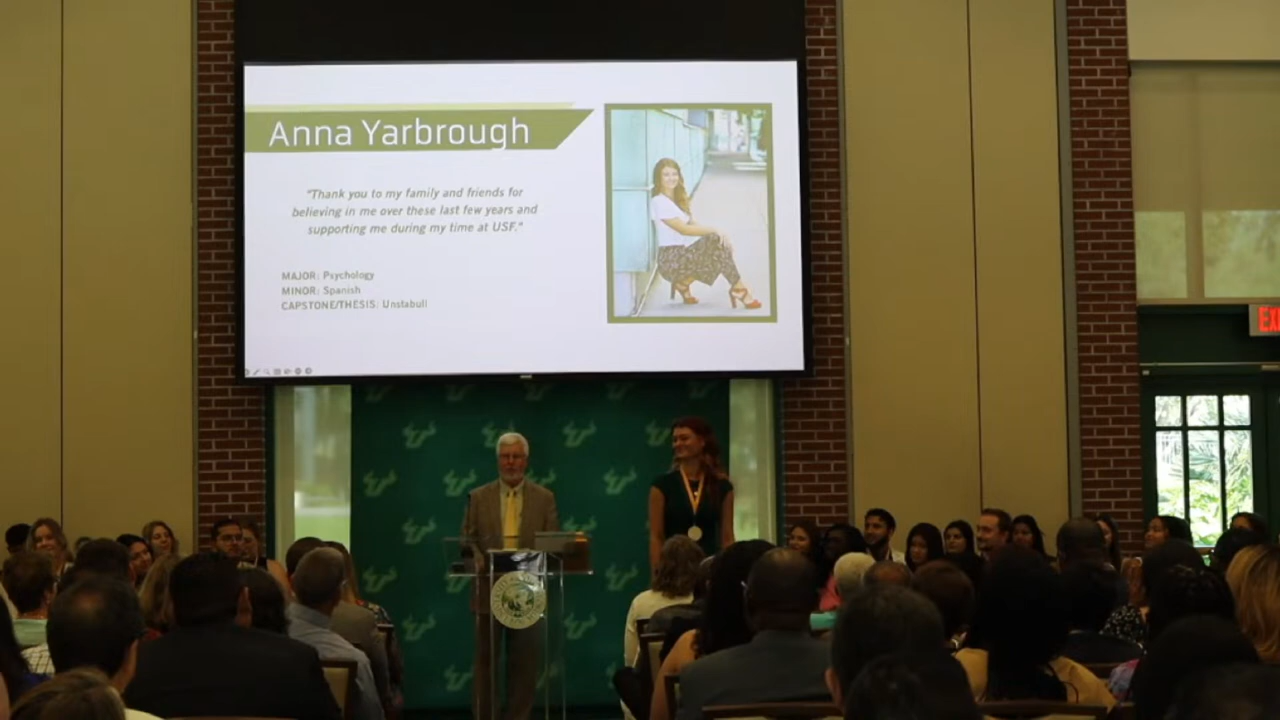 Anna Yarbrough
"Thank you to my family and friends for
believing in me over these last few years and
supporting me during my time at USF."
MAJOR: Psychology
MINOR: Spanish
CAPSTONE/THESIS: Unstabull
EX